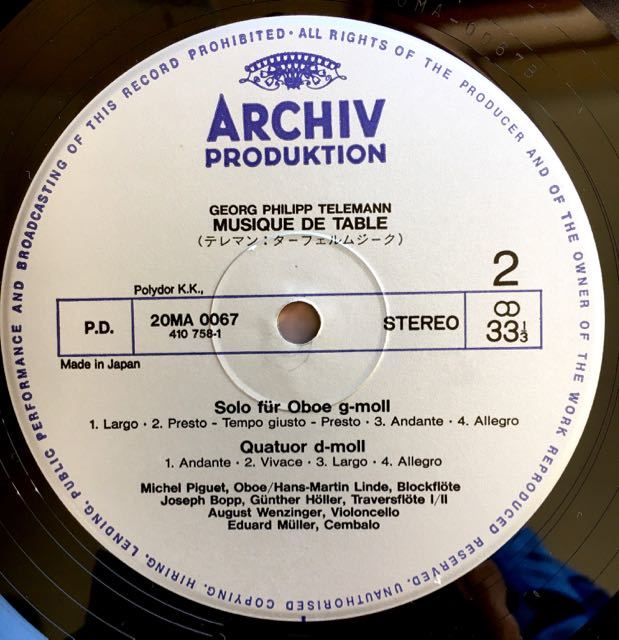 ALL RIGHTS OF THE PRODUCER AND OF THE OWNER OF THE WORK REPRODUCED RESERVED. UNAUTHORISED COPYING, HIRING, LENDING, PUBLIC PERFORMANCE AND BROADCASTING OF THIS RECORD PROHIBITED ·
ARCHIV
PRODUKTION
GEORG PHILIPP TELEMANN
MUSIQUE DE TABLE
(テレマン:ターフェルムジーク)
2
Polydor K.K.,
P.D.
20MA 0067
410 758-1
STEREO
33 1/3
Made in Japan
Solo für Oboe g-moll
1. Largo · 2. Presto - Tempo giusto - Presto · 3. Andante · 4. Allegro
Quatuor d-moll
1. Andante · 2. Vivace · 3. Largo · 4. Allegro
Michel Piguet, Oboe/Hans-Martin Linde, Blockflöte
Joseph Bopp, Günther Höller, Traversflöte I/II
August Wenzinger, Violoncello
Eduard Müller, Cembalo